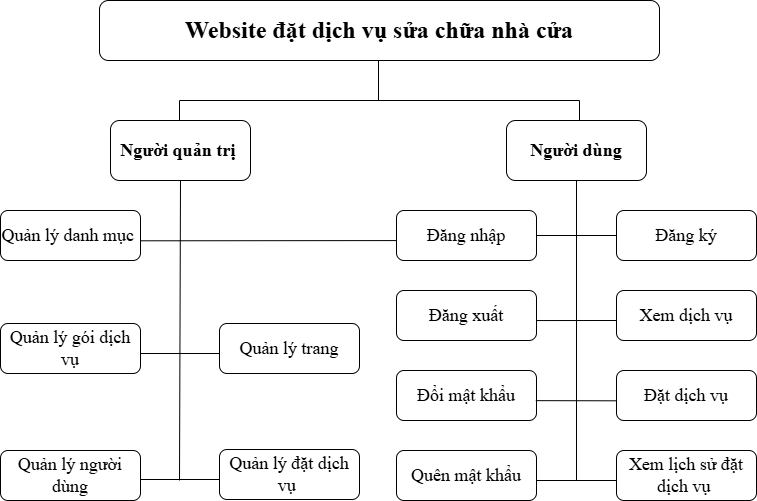 Website đặt dịch vụ sửa chữa nhà cửa
Người quản trị
Người dùng
Quản lý danh mục
Đăng nhập
Đăng ký
Đăng xuất
Xem dịch vụ
Quản lý gói dịch
vụ
Quản lý trang
Đổi mật khẩu
Đặt dịch vụ
Quản lý người
dùng
Quản lý đặt dịch
vụ
Quên mật khẩu
Xem lịch sử đặt
dịch vụ